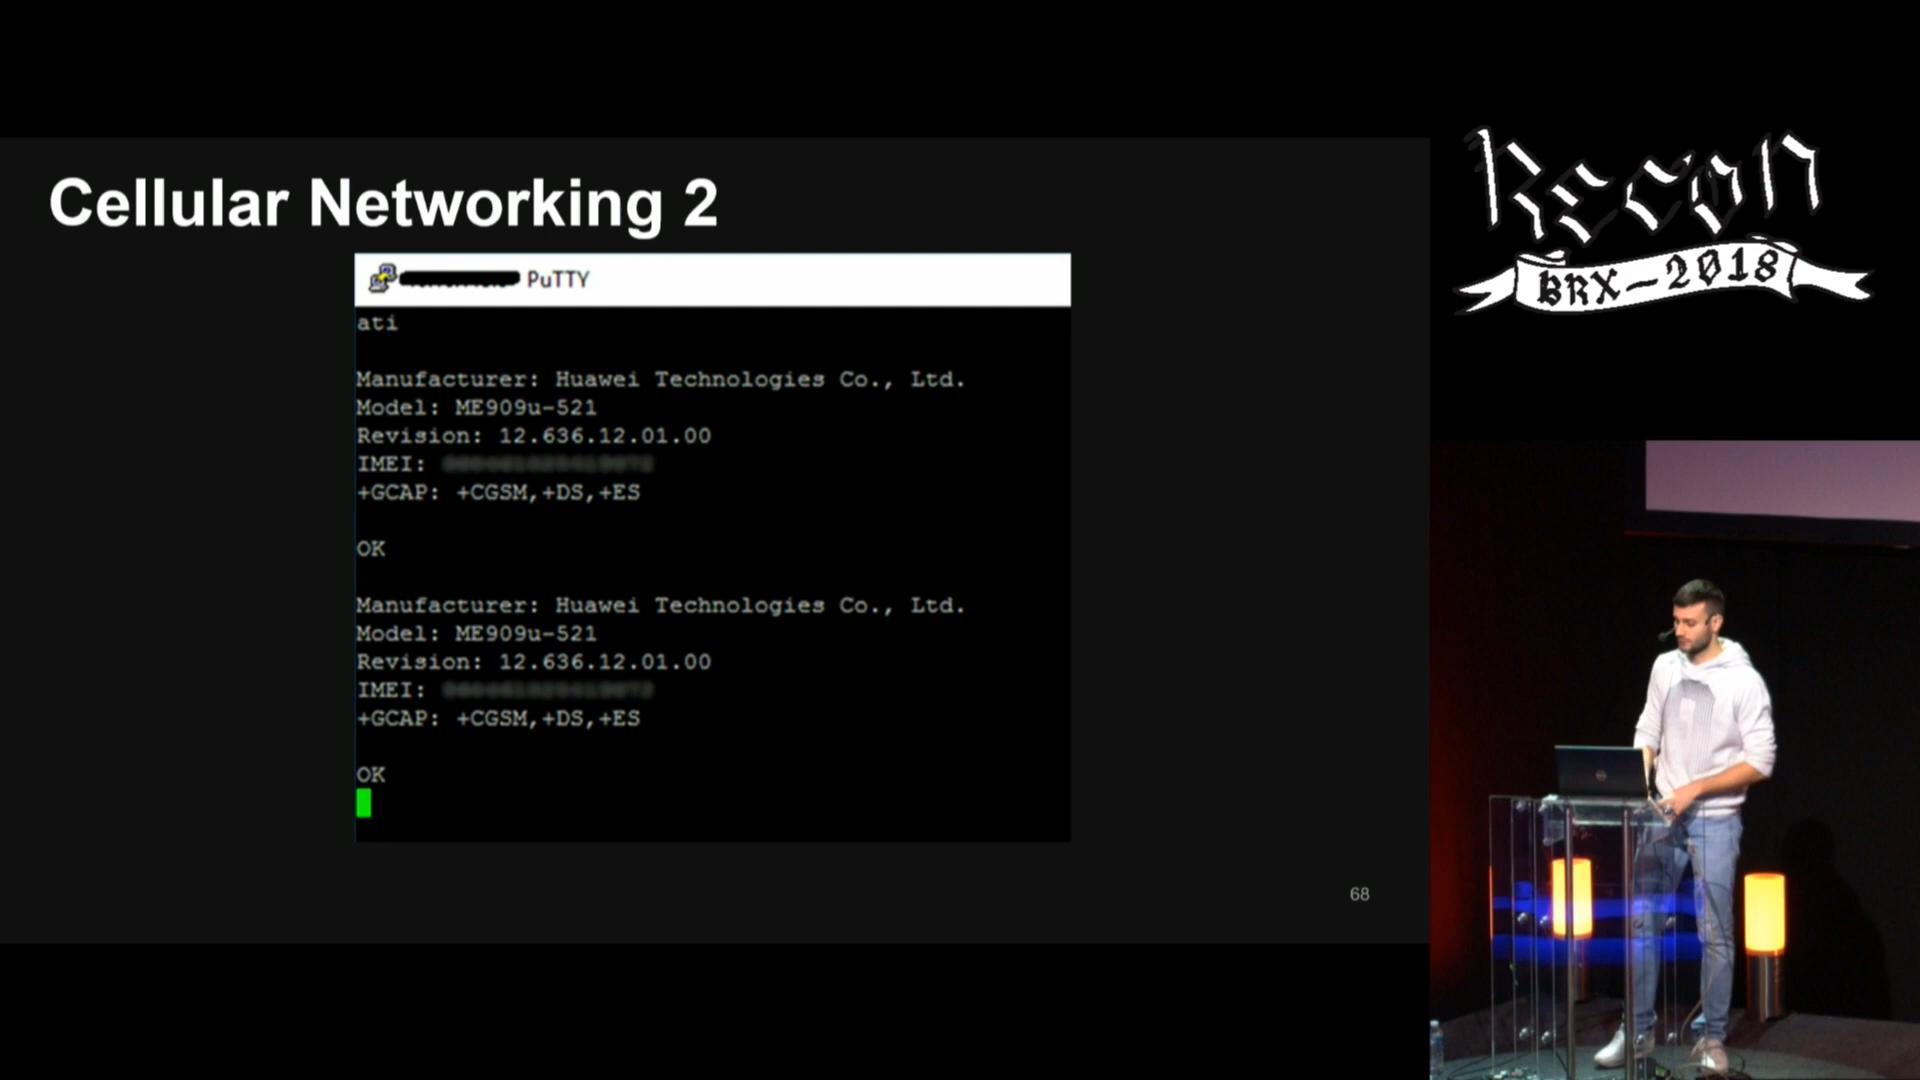 Cellular Networking 2
PuTTY
ati
Manufacturer: Huawei Technologies Co., Ltd.
Model: ME909u-521
Revision: 12.636.12.01.00
IMEI:
+GCAP: +CGSM,+DS,+ES
OK
Manufacturer: Huawei Technologies Co., Ltd.
Model: ME909u-521
Revision: 12.636.12.01.00
IMEI:
+GCAP: +CGSM,+DS,+ES
OK
68
Recon
BRX-2018